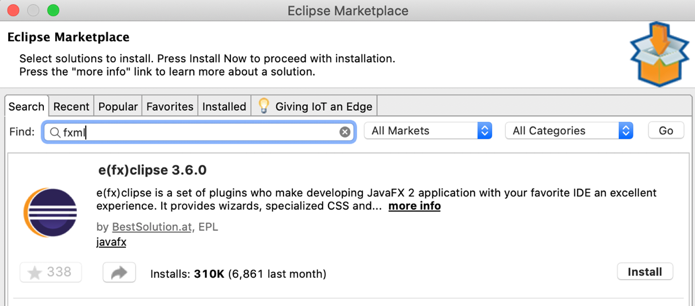 Eclipse Marketplace
Eclipse Marketplace
Select solutions to install. Press Install Now to proceed with installation.
Press the "more info" link to learn more about a solution.
Search Recent Popular Favorites Installed Giving IoT an Edge
Find: fxml All Markets All Categories Go
e(fx)clipse 3.6.0
e(fx)clipse is a set of plugins who make developing JavaFX 2 application with your favorite IDE an excellent
experience. It provides wizards, specialized CSS and... more info
by BestSolution.at, EPL
javafx
338 Installs: 310K (6,861 last month) Install